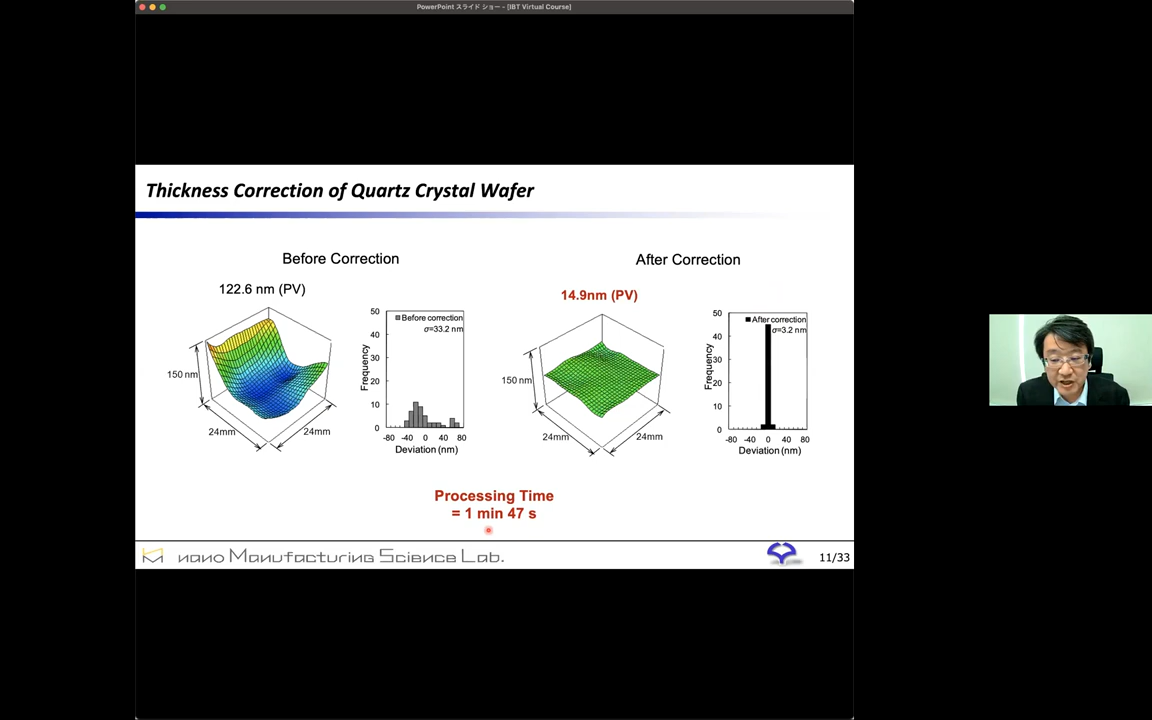 PowerPoint スライド ショー - [IBT Virtual Course]
Thickness Correction of Quartz Crystal Wafer
Before Correction
122.6 nm (PV)
150 nm
24mm
24mm
50
40
30
20
10
0
Frequency
Before correction
σ=33.2 nm
-80 -40 0 40 80
Deviation (nm)
After Correction
14.9nm (PV)
150 nm
24mm
24mm
50
40
30
20
10
0
Frequency
After correction
σ=3.2 nm
-80 -40 0 40 80
Deviation (nm)
Processing Time
= 1 min 47 s
nano Manufacturing Science Lab.
11/33